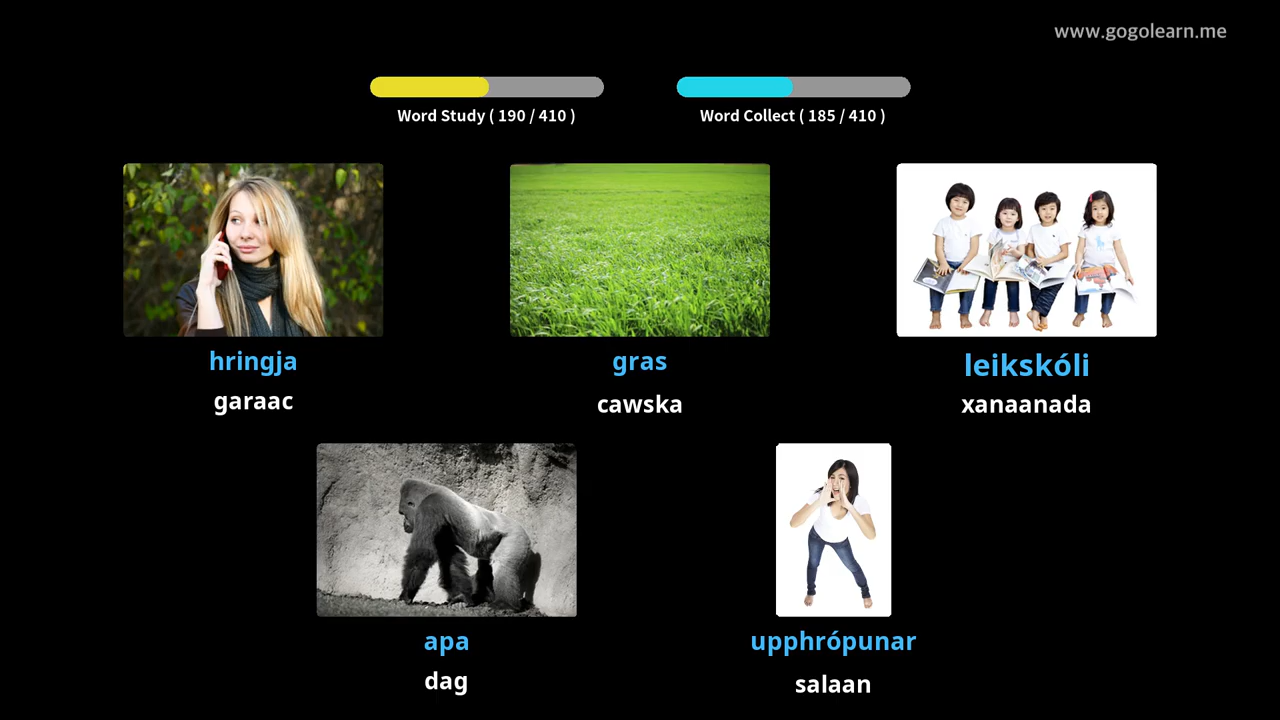 www.gogolearn.me
Word Study ( 190 / 410 )
Word Collect ( 185 / 410 )
hringja
garaac
gras
cawska
leikskóli
xanaanada
apa
dag
upphrópunar
salaan